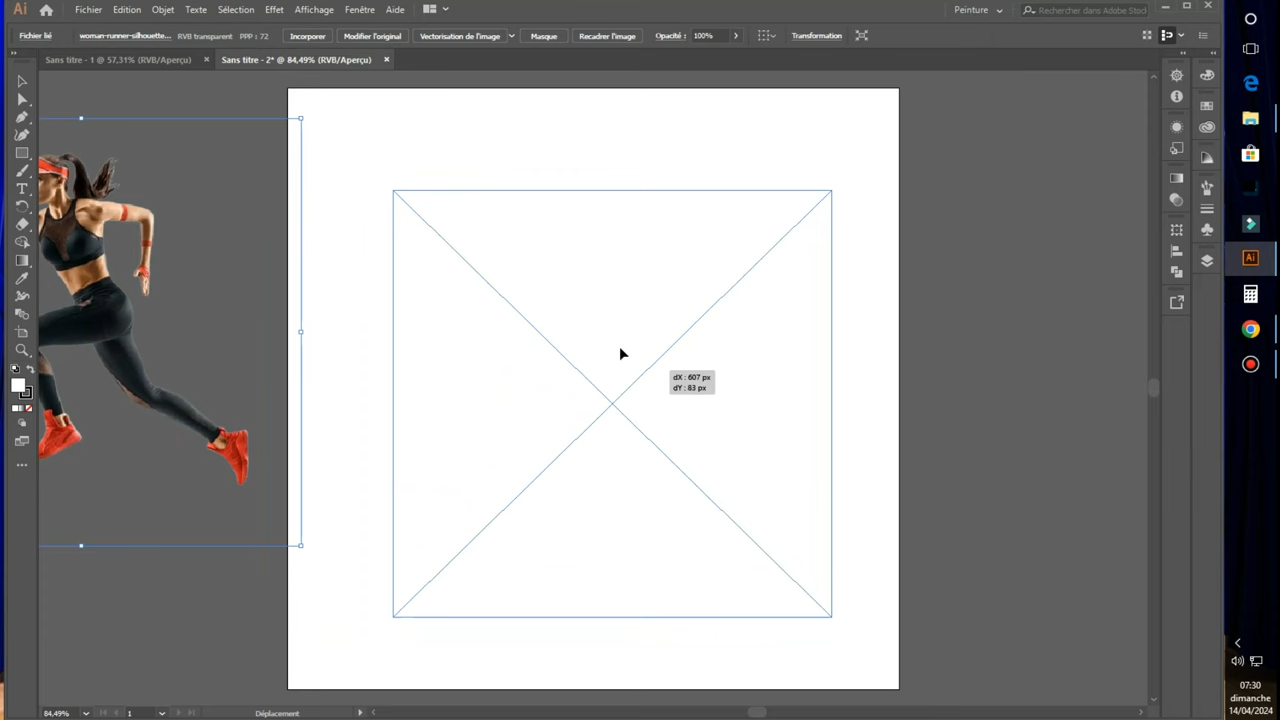 Ai
Fichier Edition Objet Texte Sélection Effet Affichage Fenêtre Aide
Peinture
Rechercher dans Adobe Stock
Fichier lié woman-runner-silhouette... RVB transparent PPP : 72 Incorporer Modifier l'original Vectorisation de l'image Masque Recadrer l'image Opacité : 100% Transformation
Sans titre - 1 @ 57,31% (RVB/Aperçu) × Sans titre - 2* @ 84,49% (RVB/Aperçu) ×
T
dX : 607 px
dY : 83 px
Ai
84,49% 1 Déplacement
07:30
dimanche
14/04/2024